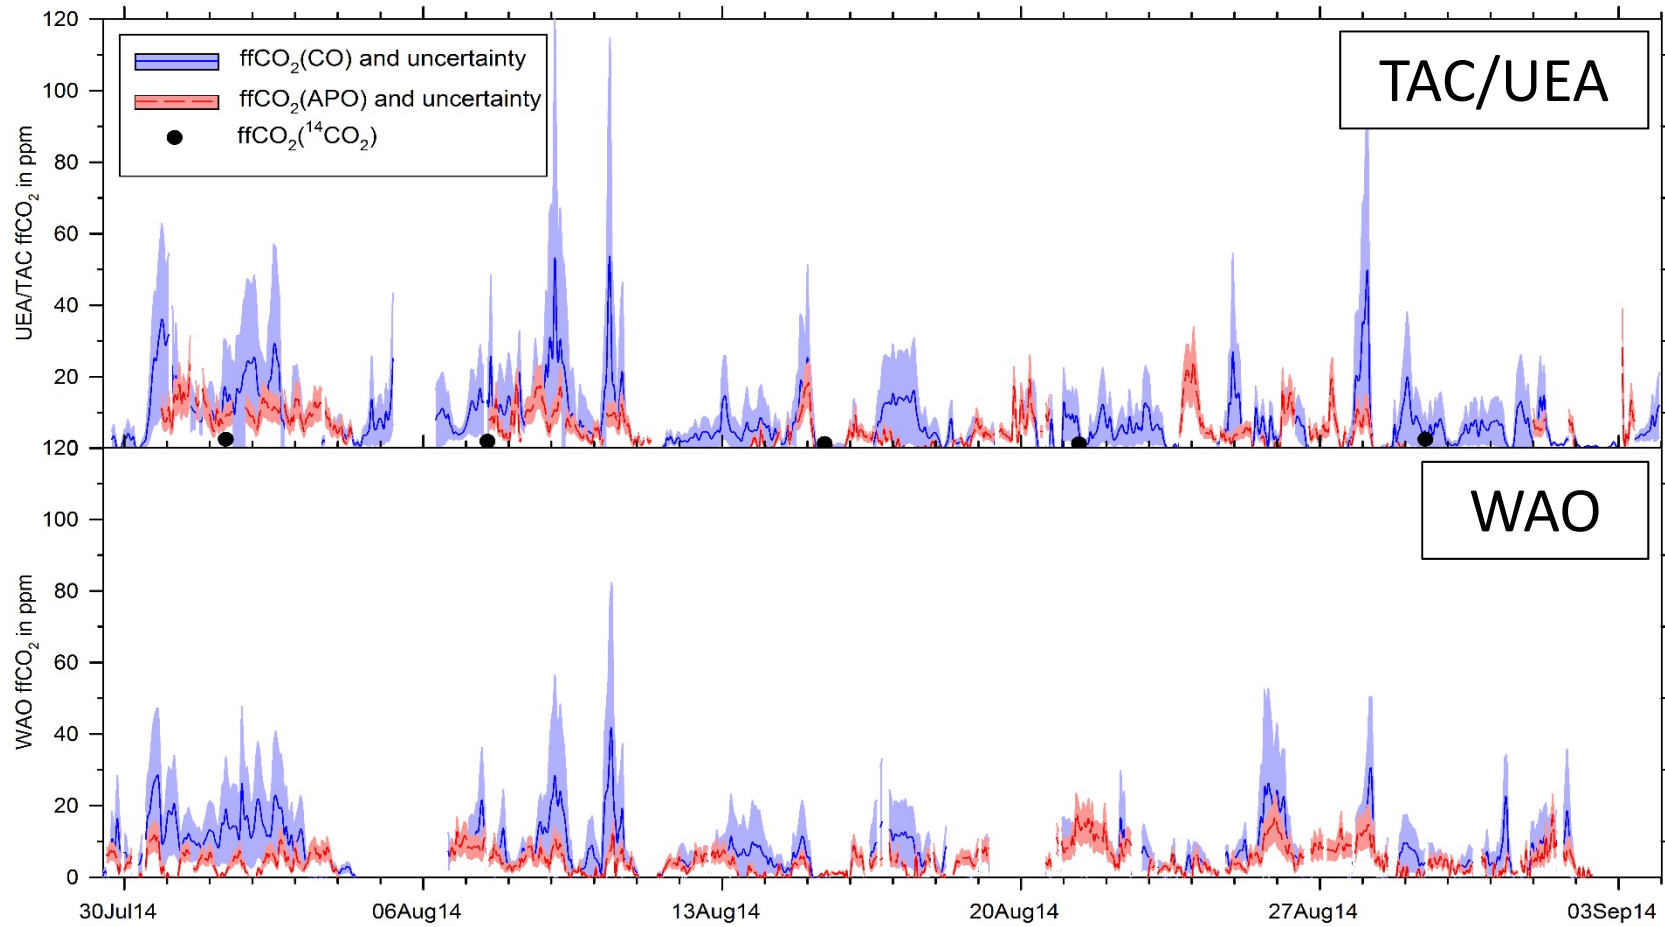 120
100
80
60
40
20
120
UEA/TAC ffCO₂ in ppm
ffCO₂(CO) and uncertainty
ffCO₂(APO) and uncertainty
ffCO₂(¹⁴CO₂)
TAC/UEA
100
80
60
40
20
0
WAO ffCO₂ in ppm
WAO
30Jul14 06Aug14 13Aug14 20Aug14 27Aug14 03Sep14